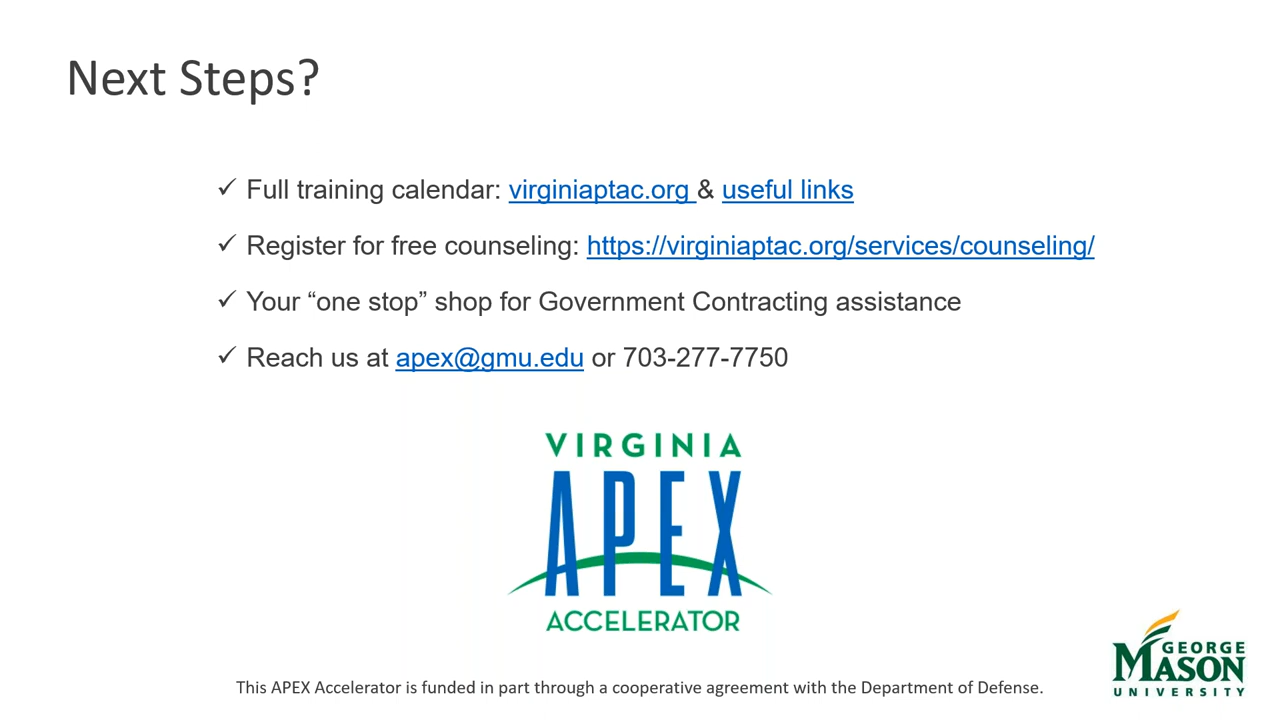 Next Steps?
✓ Full training calendar: virginiaptac.org & useful links
✓ Register for free counseling: https://virginiaptac.org/services/counseling/
✓ Your “one stop” shop for Government Contracting assistance
✓ Reach us at apex@gmu.edu or 703-277-7750
VIRGINIA
APEX
ACCELERATOR
GEORGE
MASON
UNIVERSITY
This APEX Accelerator is funded in part through a cooperative agreement with the Department of Defense.